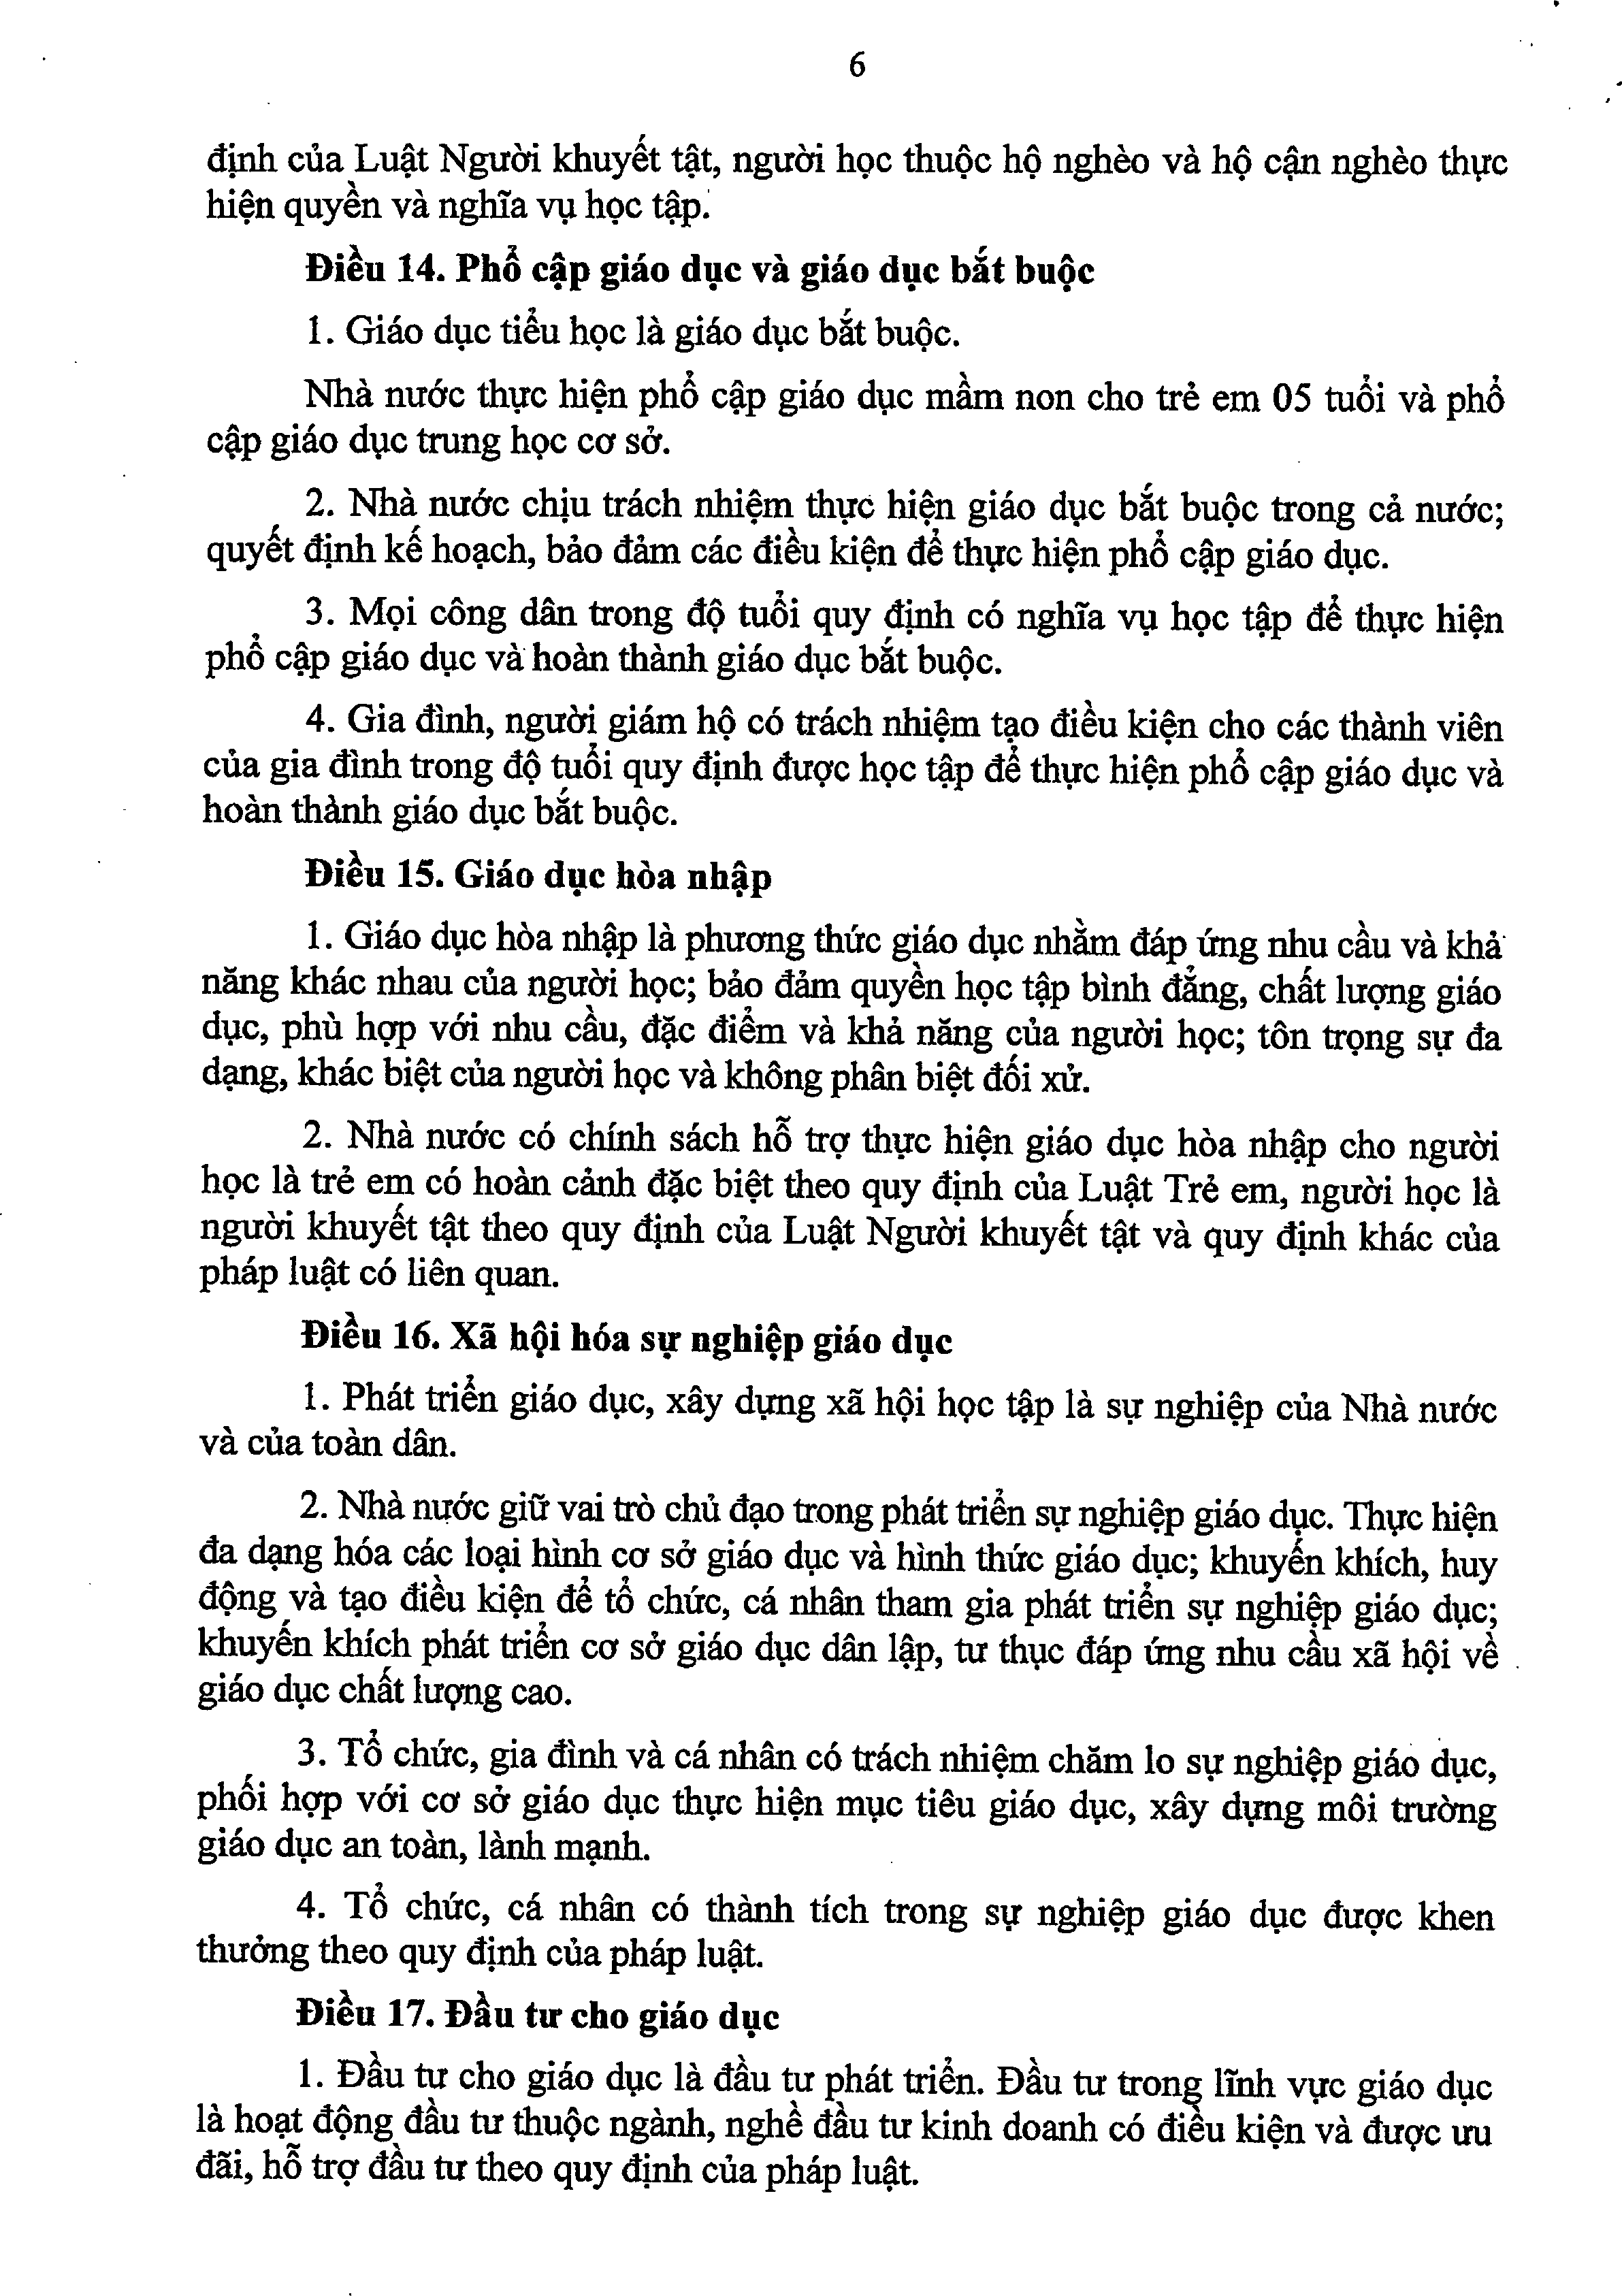 6
định của Luật Người khuyết tật, người học thuộc hộ nghèo và hộ cận nghèo thực
hiện quyền và nghĩa vụ học tập.
Điều 14. Phổ cập giáo dục và giáo dục bắt buộc
1. Giáo dục tiểu học là giáo dục bắt buộc.
Nhà nước thực hiện phổ cập giáo dục mầm non cho trẻ em 05 tuổi và phổ
cập giáo dục trung học cơ sở.
2. Nhà nước chịu trách nhiệm thực hiện giáo dục bắt buộc trong cả nước;
quyết định kế hoạch, bảo đảm các điều kiện để thực hiện phổ cập giáo dục.
3. Mọi công dân trong độ tuổi quy định có nghĩa vụ học tập để thực hiện
phổ cập giáo dục và hoàn thành giáo dục bắt buộc.
4. Gia đình, người giám hộ có trách nhiệm tạo điều kiện cho các thành viên
của gia đình trong độ tuổi quy định được học tập để thực hiện phổ cập giáo dục và
hoàn thành giáo dục bắt buộc.
Điều 15. Giáo dục hòa nhập
1. Giáo dục hòa nhập là phương thức giáo dục nhằm đáp ứng nhu cầu và khả
năng khác nhau của người học; bảo đảm quyền học tập bình đẳng, chất lượng giáo
dục, phù hợp với nhu cầu, đặc điểm và khả năng của người học; tôn trọng sự đa
dạng, khác biệt của người học và không phân biệt đối xử.
2. Nhà nước có chính sách hỗ trợ thực hiện giáo dục hòa nhập cho người
học là trẻ em có hoàn cảnh đặc biệt theo quy định của Luật Trẻ em, người học là
người khuyết tật theo quy định của Luật Người khuyết tật và quy định khác của
pháp luật có liên quan.
Điều 16. Xã hội hóa sự nghiệp giáo dục
1. Phát triển giáo dục, xây dựng xã hội học tập là sự nghiệp của Nhà nước
và của toàn dân.
2. Nhà nước giữ vai trò chủ đạo trong phát triển sự nghiệp giáo dục. Thực hiện
đa dạng hóa các loại hình cơ sở giáo dục và hình thức giáo dục; khuyến khích, huy
động và tạo điều kiện để tổ chức, cá nhân tham gia phát triển sự nghiệp giáo dục;
khuyến khích phát triển cơ sở giáo dục dân lập, tư thục đáp ứng nhu cầu xã hội về
giáo dục chất lượng cao.
3. Tổ chức, gia đình và cá nhân có trách nhiệm chăm lo sự nghiệp giáo dục,
phối hợp với cơ sở giáo dục thực hiện mục tiêu giáo dục, xây dựng môi trường
giáo dục an toàn, lành mạnh.
4. Tổ chức, cá nhân có thành tích trong sự nghiệp giáo dục được khen
thưởng theo quy định của pháp luật.
Điều 17. Đầu tư cho giáo dục
1. Đầu tư cho giáo dục là đầu tư phát triển. Đầu tư trong lĩnh vực giáo dục
là hoạt động đầu tư thuộc ngành, nghề đầu tư kinh doanh có điều kiện và được ưu
đãi, hỗ trợ đầu tư theo quy định của pháp luật.